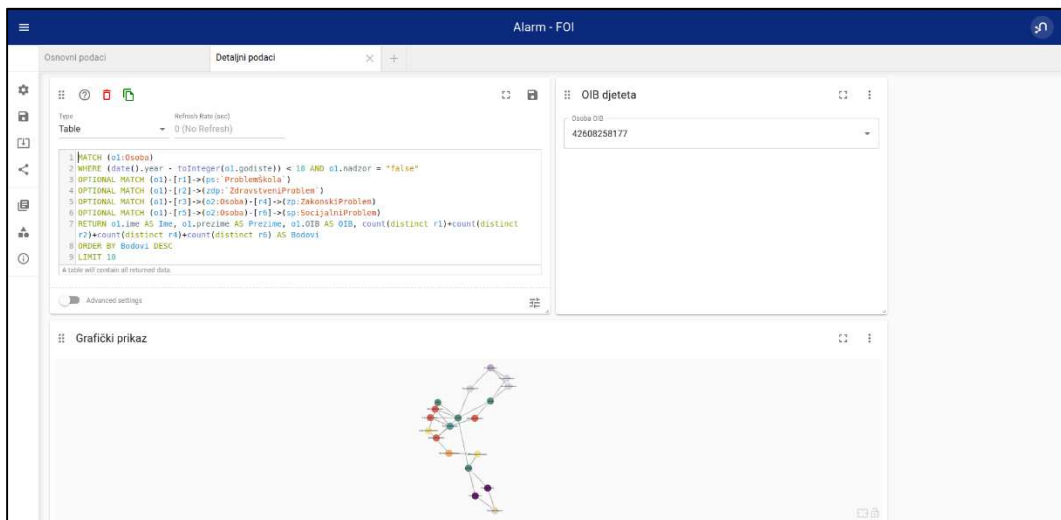 Alarm - FOI
Osnovni podaci
Detaljni podaci
Type
Table
Refresh Rate (sec)
0 (No Refresh)
1 MATCH (o1:Osoba)
2 WHERE (date().year - toInteger(o1.godiste)) < 18 AND o1.nadzor = "false"
3 OPTIONAL MATCH (o1)-[r1]->(ps:`ProblemŠkola`)
4 OPTIONAL MATCH (o1)-[r2]->(zdp:`ZdravstveniProblem`)
5 OPTIONAL MATCH (o1)-[r3]->(o2:Osoba)-[r4]->(zp:ZakonskiProblem)
6 OPTIONAL MATCH (o1)-[r5]->(o2:Osoba)-[r6]->(sp:SocijalniProblem)
7 RETURN o1.ime AS Ime, o1.prezime AS Prezime, o1.OIB AS OIB, count(distinct r1)+count(distinct
r2)+count(distinct r4)+count(distinct r6) AS Bodovi
8 ORDER BY Bodovi DESC
9 LIMIT 10
A table will contain all returned data.
Advanced settings
OIB djeteta
Osoba OIB
42608258177
Grafički prikaz